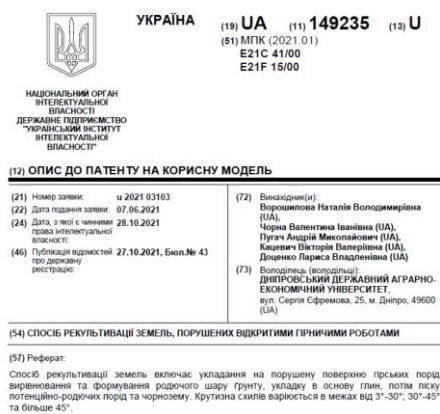 УКРАЇНА
(19) UA (11) 149235 (13) U
(51) МПК (2021.01)
E21C 41/00
E21F 15/00
НАЦІОНАЛЬНИЙ ОРГАН
ІНТЕЛЕКТУАЛЬНОЇ
ВЛАСНОСТІ
ДЕРЖАВНЕ ПІДПРИЄМСТВО
"УКРАЇНСЬКИЙ ІНСТИТУТ
ІНТЕЛЕКТУАЛЬНОЇ
ВЛАСНОСТІ"
(12) ОПИС ДО ПАТЕНТУ НА КОРИСНУ МОДЕЛЬ
(21) Номер заявки: u 2021 03103
(22) Дата подання заявки: 07.06.2021
(24) Дата, з якої є чинними 28.10.2021
права інтелектуальної
власності:
(46) Публікація відомостей 27.10.2021, Бюл.№ 43
про державну
реєстрацію:
(72) Винахідник(и):
Ворошилова Наталія Володимирівна
(UA),
Чорна Валентина Іванівна (UA),
Пугач Андрій Миколайович (UA),
Кацевич Вікторія Валеріївна (UA),
Доценко Лариса Владленівна (UA)
(73) Володілець (володільці):
ДНІПРОВСЬКИЙ ДЕРЖАВНИЙ АГРАРНО-
ЕКОНОМІЧНИЙ УНІВЕРСИТЕТ,
вул. Сергія Єфремова, 25, м. Дніпро, 49600
(UA)
(54) СПОСІБ РЕКУЛЬТИВАЦІЇ ЗЕМЕЛЬ, ПОРУШЕНИХ ВІДКРИТИМИ ГІРНИЧИМИ РОБОТАМИ
(57) Реферат:
Спосіб рекультивації земель включає укладання на порушену поверхню гірських порід,
вирівнювання та формування родючого шару ґрунту, укладку в основу глин, потім піску,
потенційно-родючих порід та чорнозему. Крутизна схилів варіюється в межах від 3°-30°; 30°-45°
та більше 45°.